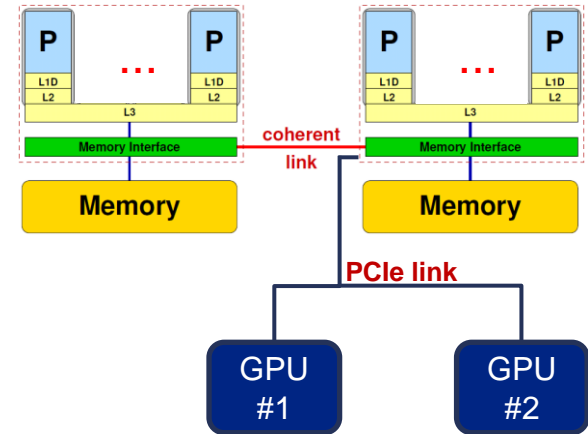 P ... P
L1D L1D
L2 L2
L3
Memory Interface
Memory
coherent
link
P ... P
L1D L1D
L2 L2
L3
Memory Interface
Memory
PCIe link
GPU
#1
GPU
#2